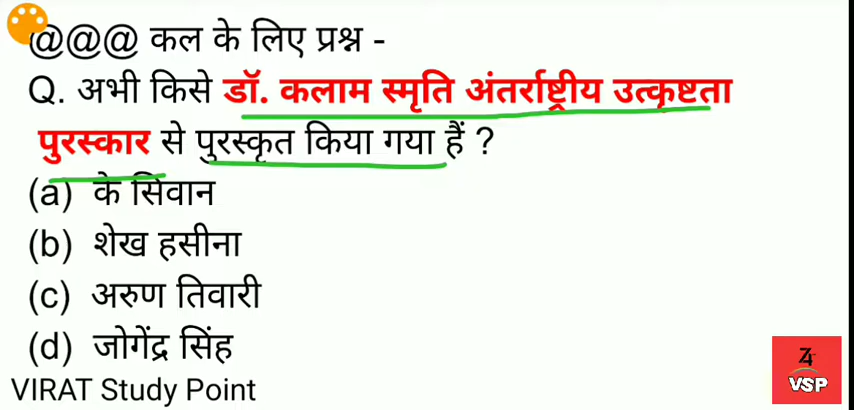 @@@ कल के लिए प्रश्न -
Q. अभी किसे डॉ. कलाम स्मृति अंतर्राष्ट्रीय उत्कृष्टता
पुरस्कार से पुरस्कृत किया गया हैं ?
(a) के सिवान
(b) शेख हसीना
(c) अरुण तिवारी
(d) जोगेंद्र सिंह
VIRAT Study Point
VSP